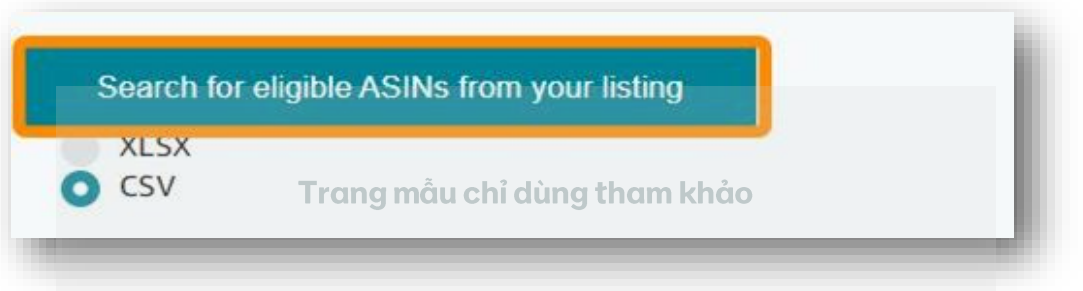 Search for eligible ASINs from your listing
XLSX
CSV
Trang mẫu chỉ dùng tham khảo